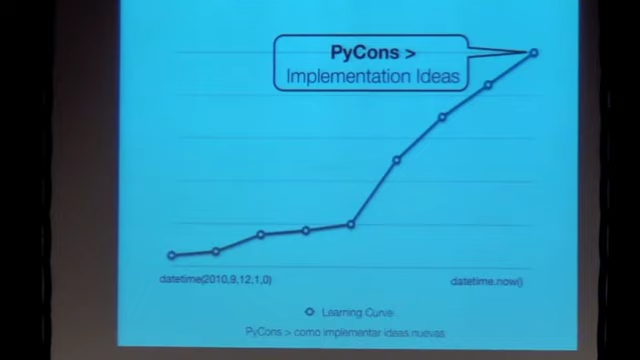 PyCons >
Implementation Ideas
datetime(2010,9,12,1,0)
datetime.now()
Learning Curve
PyCons > como implementar ideas nuevas